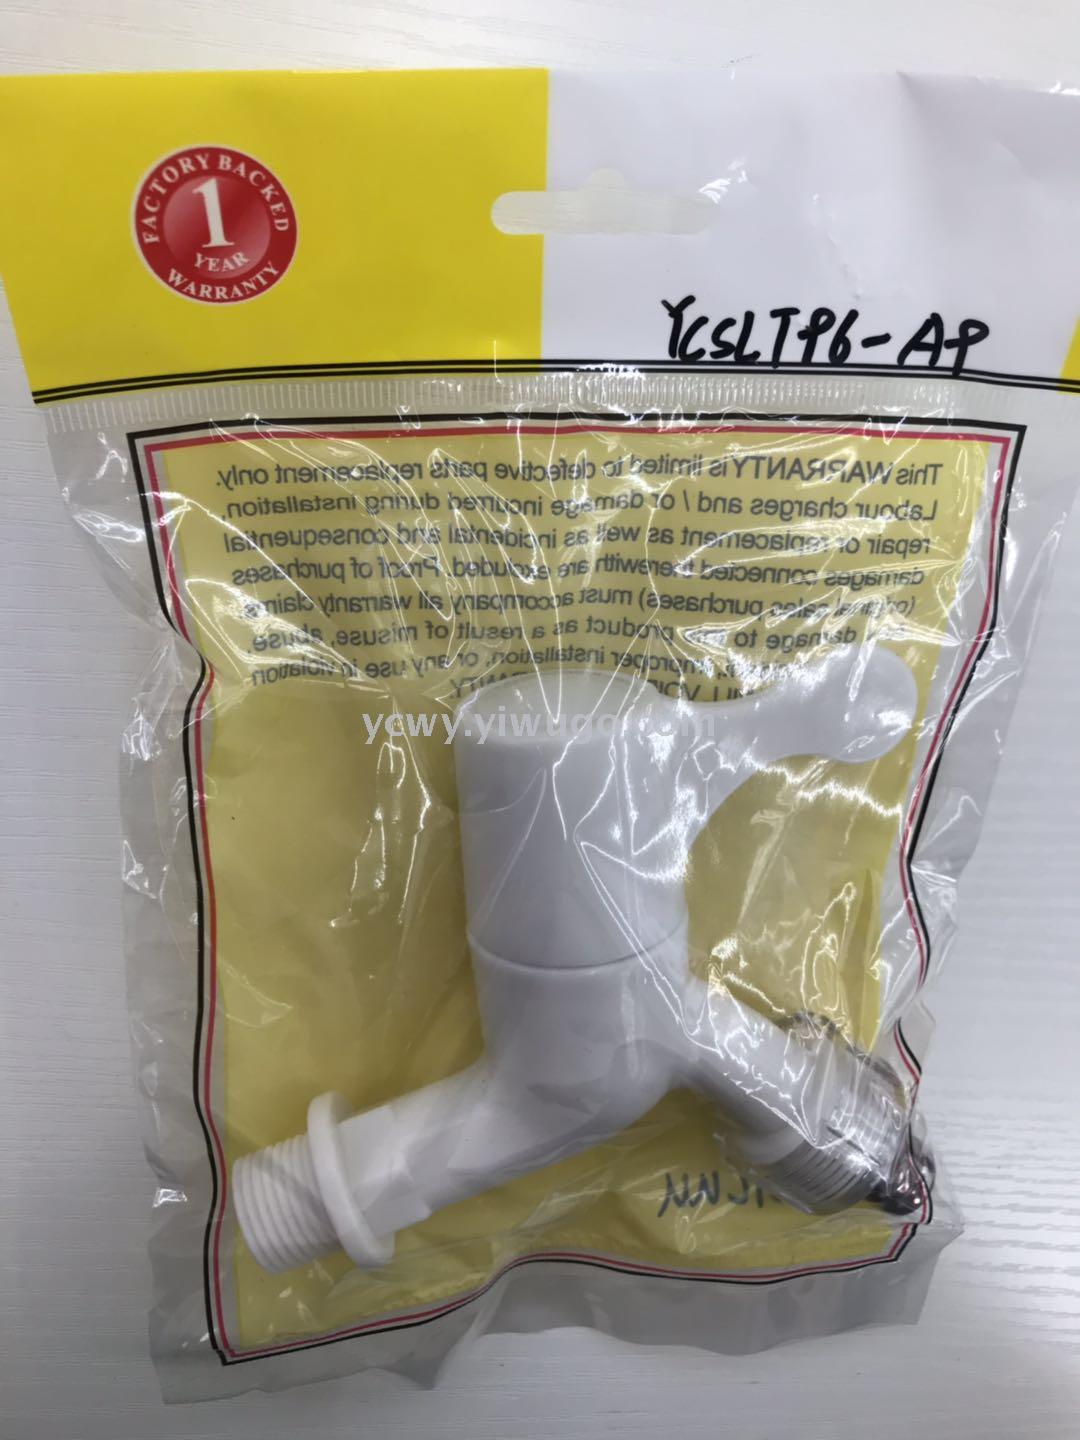 FACTORY BACKED
1
YEAR
WARRANTY
YCSLT96-A9
This WARRANTY is limited to defective parts replacement only.
Labour charges and / or damage incurred during installation,
repair or replacement as well as incidental and consequential
damages connected therewith are excluded. Proof of purchases
(original sales purchases) must accompany all warranty claims.
damage to this product as a result of misuse, abuse,
improper installation, or any use in violation
WILL VOID
ycwy.yiwugo.com